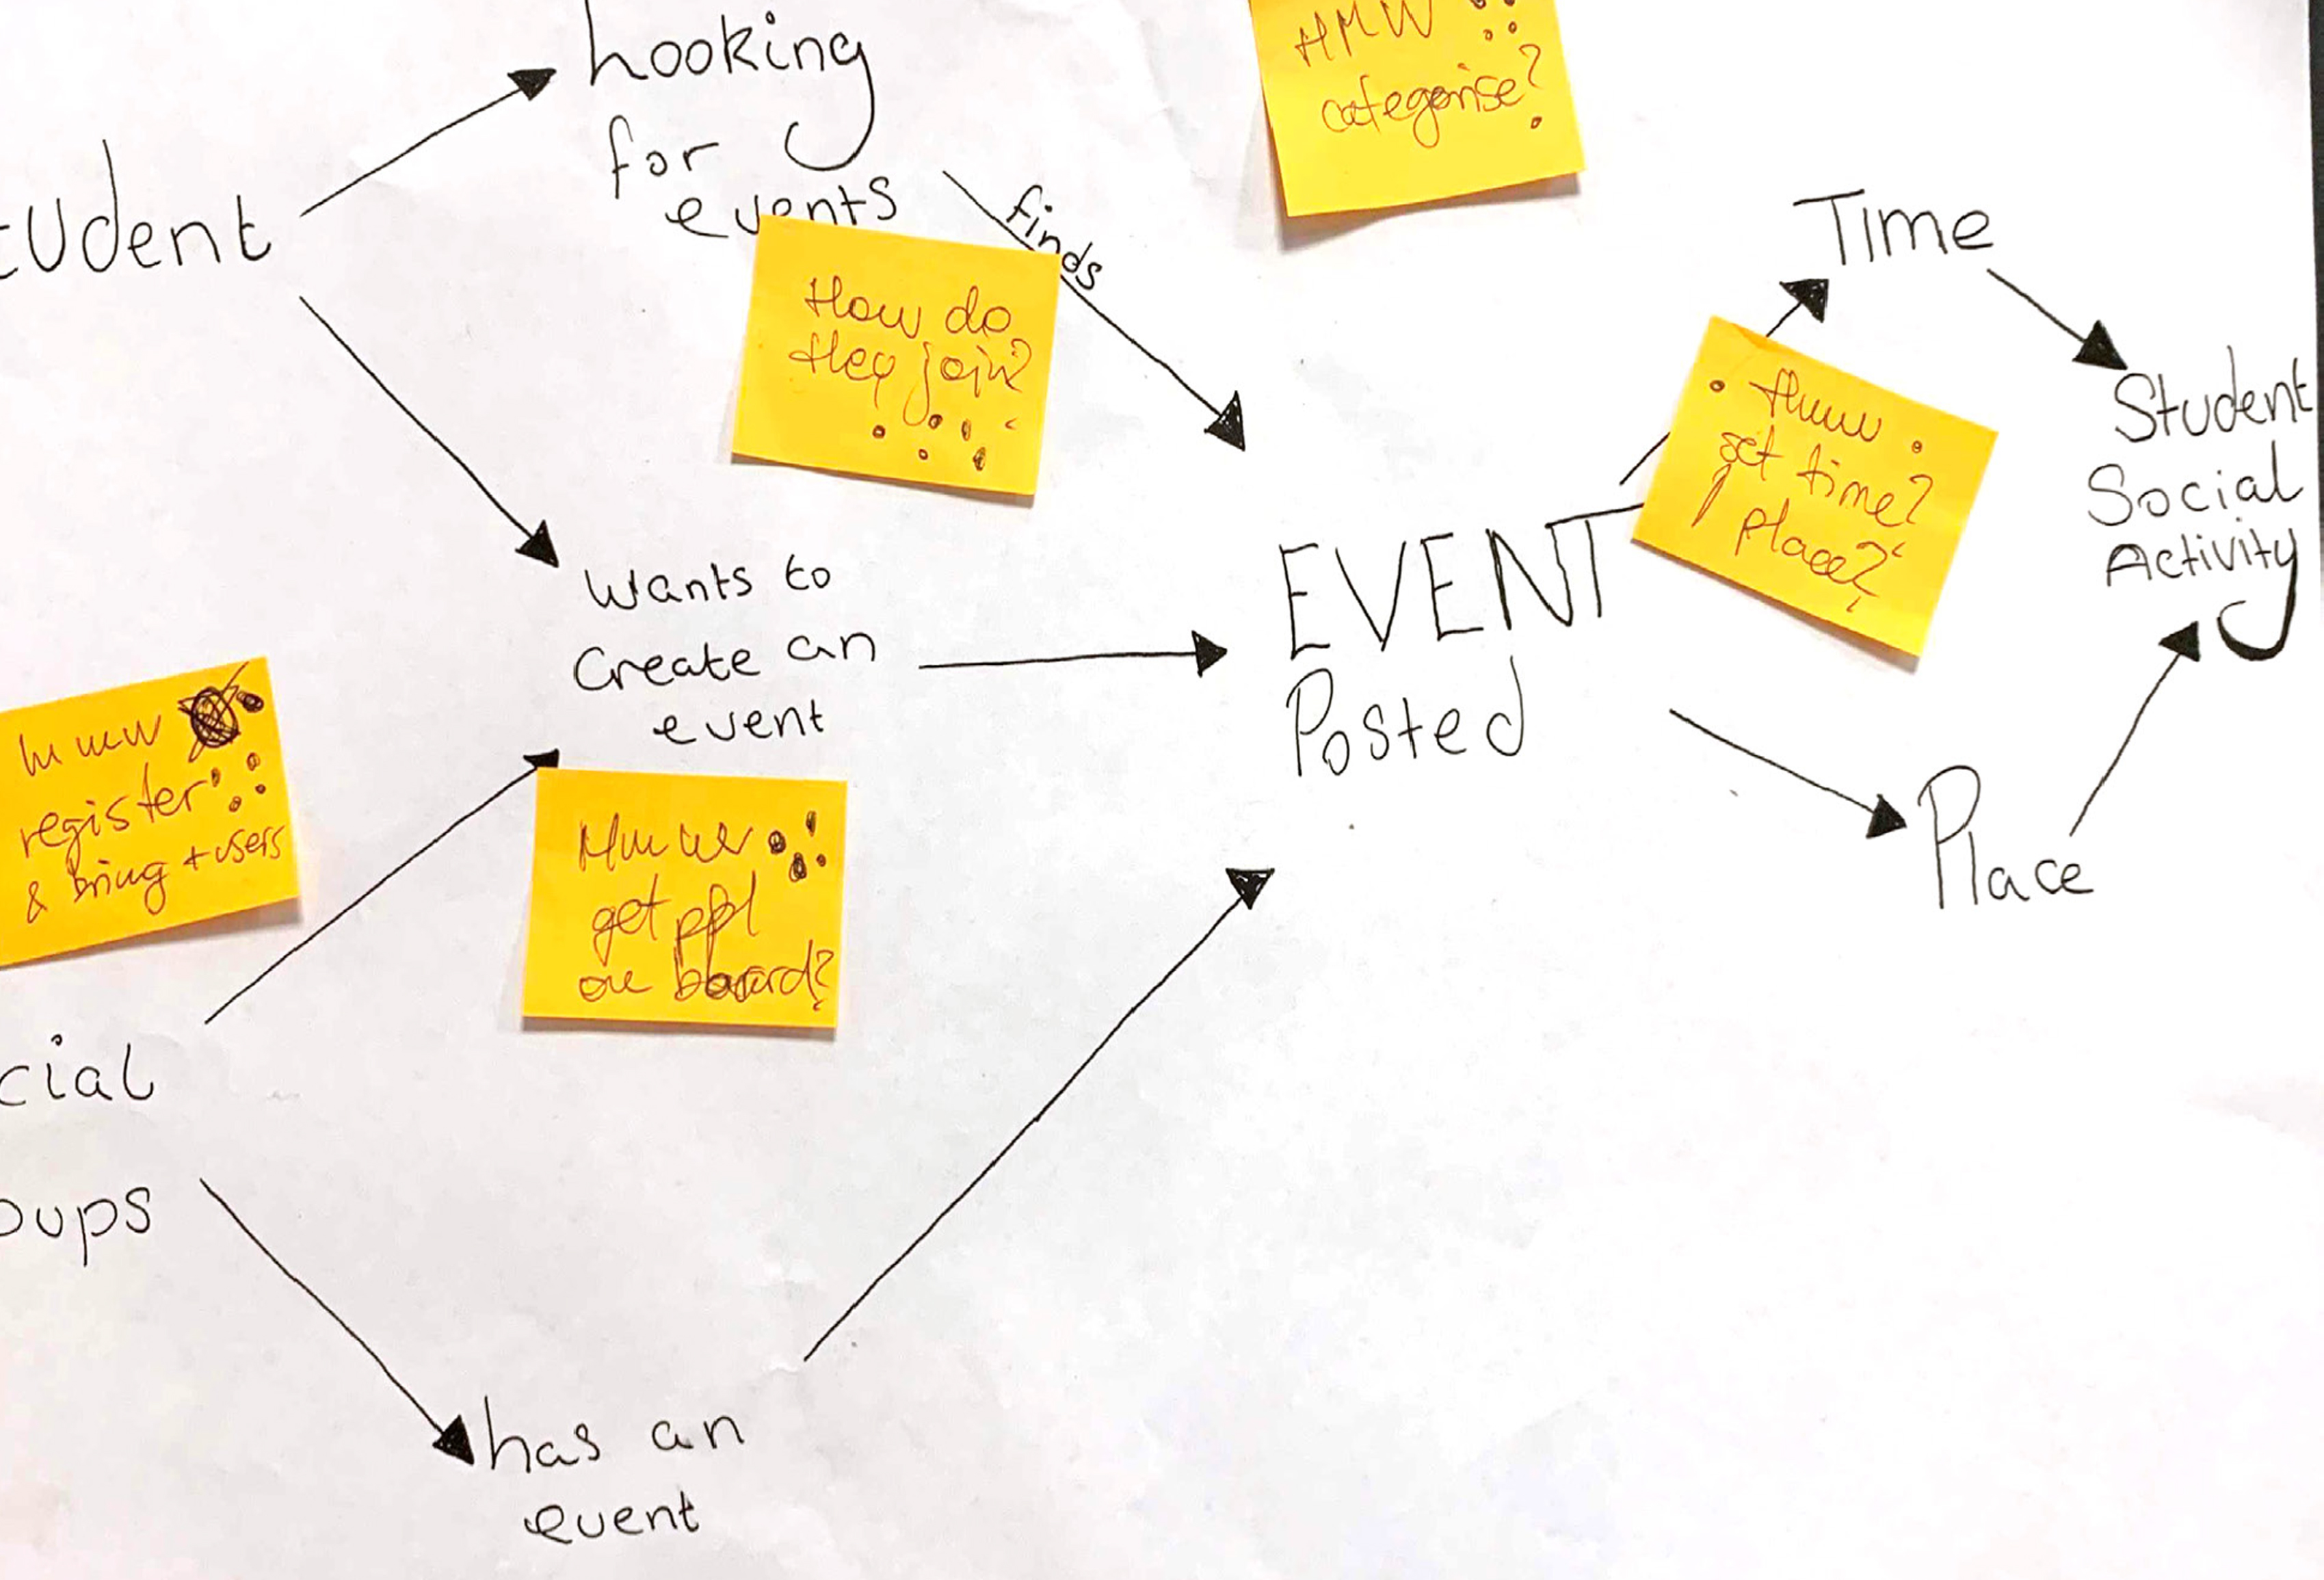 tudent
Looking
for
events
finds
How do
they join?
HMW
categorise?
Time
HMW
set time?
place?
Student
Social
Activity
Wants to
Create an
event
EVENT
Posted
Place
HMW
register
& bring + users
HMW
get ppl
on board?
cial
oups
has an
event